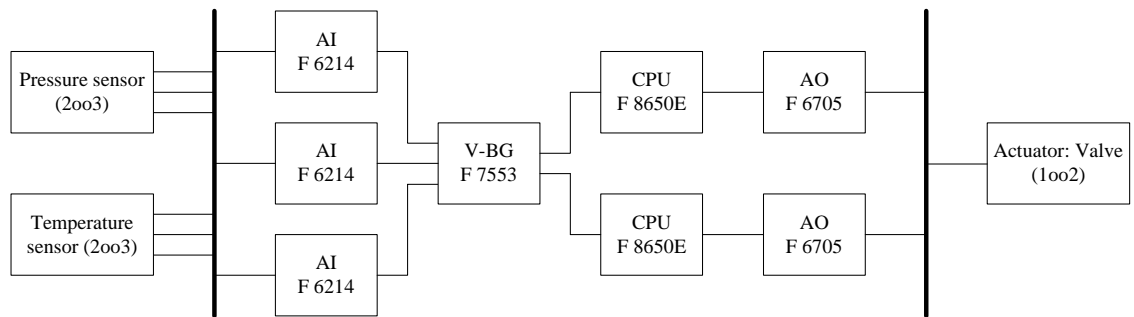 Pressure sensor
(2oo3)
Temperature
sensor (2oo3)
AI
F 6214
AI
F 6214
AI
F 6214
V-BG
F 7553
CPU
F 8650E
AO
F 6705
CPU
F 8650E
AO
F 6705
Actuator: Valve
(1oo2)